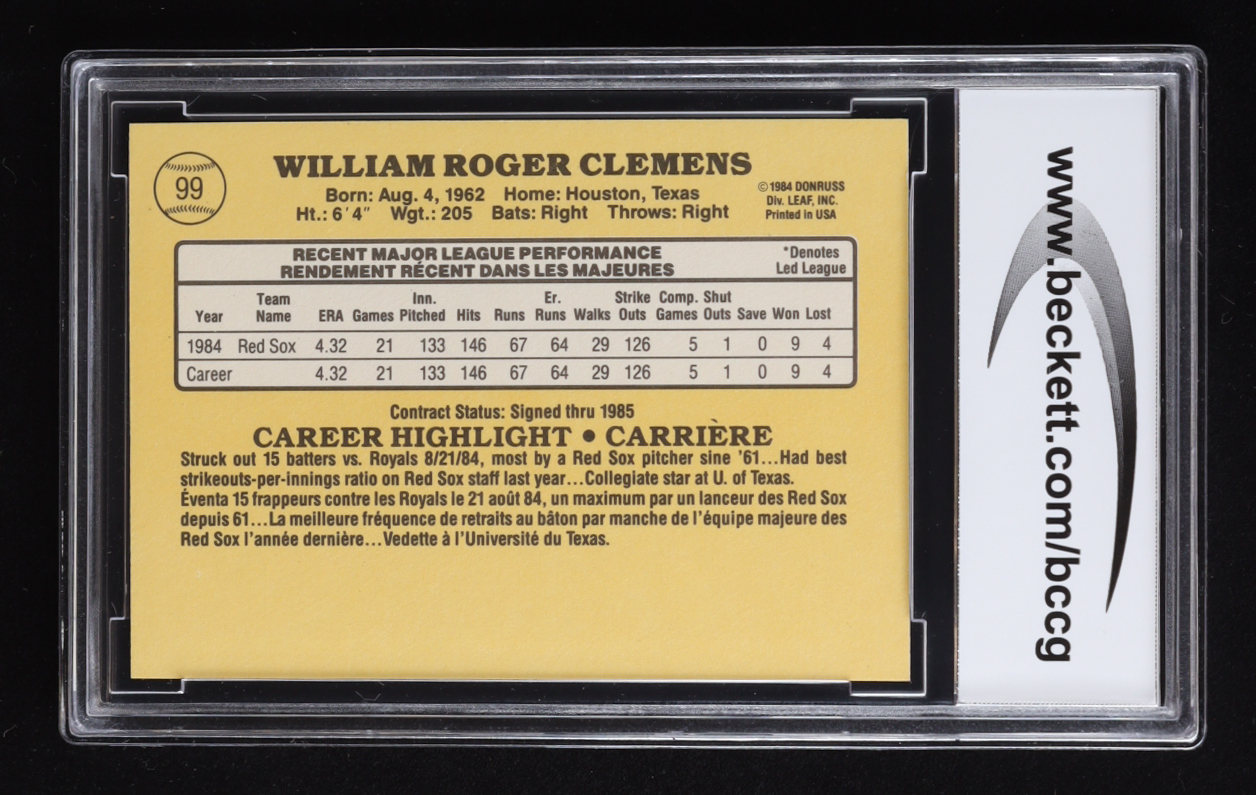 99
WILLIAM ROGER CLEMENS
Born: Aug. 4, 1962 Home: Houston, Texas
Ht.: 6'4" Wgt.: 205 Bats: Right Throws: Right
© 1984 DONRUSS
Div. LEAF, INC.
Printed in USA
RECENT MAJOR LEAGUE PERFORMANCE
RENDEMENT RÉCENT DANS LES MAJEURES
*Denotes
Led League
Team Inn. Er. Strike Comp. Shut
Year Name ERA Games Pitched Hits Runs Runs Walks Outs Games Outs Save Won Lost
1984 Red Sox 4.32 21 133 146 67 64 29 126 5 1 0 9 4
Career 4.32 21 133 146 67 64 29 126 5 1 0 9 4
Contract Status: Signed thru 1985
CAREER HIGHLIGHT • CARRIÈRE
Struck out 15 batters vs. Royals 8/21/84, most by a Red Sox pitcher sine '61...Had best
strikeouts-per-innings ratio on Red Sox staff last year...Collegiate star at U. of Texas.
Éventa 15 frappeurs contre les Royals le 21 août 84, un maximum par un lanceur des Red Sox
depuis 61...La meilleure fréquence de retraits au bâton par manche de l'équipe majeure des
Red Sox l'année dernière...Vedette à l'Université du Texas.
www.beckett.com/bccg